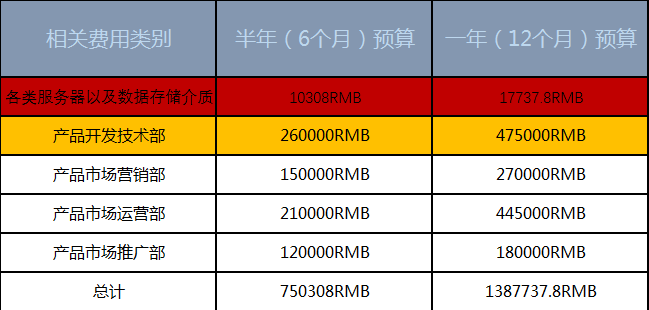 相关费用类别 半年（6个月）预算 一年（12个月）预算
各类服务器以及数据存储介质 10308RMB 17737.8RMB
产品开发技术部 260000RMB 475000RMB
产品市场营销部 150000RMB 270000RMB
产品市场运营部 210000RMB 445000RMB
产品市场推广部 120000RMB 180000RMB
总计 750308RMB 1387737.8RMB